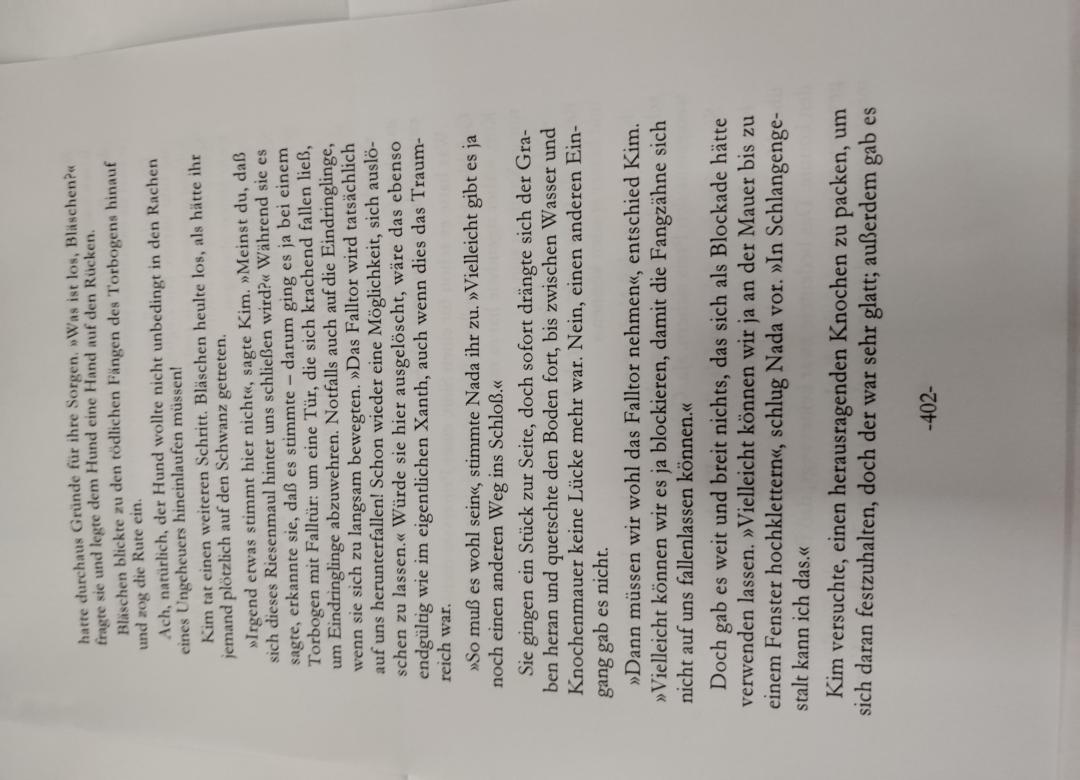 hatte durchaus Gründe für ihre Sorgen. »Was ist los, Bläschen?«
fragte sie und legte dem Hund eine Hand auf den Rücken.
Bläschen blickte zu den tödlichen Fängen des Torbogens hinauf
und zog die Rute ein.
Ach, natürlich, der Hund wollte nicht unbedingt in den Rachen
eines Ungeheuers hineinlaufen müssen!
Kim tat einen weiteren Schritt. Bläschen heulte los, als hätte ihr
jemand plötzlich auf den Schwanz getreten.
»Irgend etwas stimmt hier nicht«, sagte Kim. »Meinst du, daß
sich dieses Riesenmaul hinter uns schließen wird?« Während sie es
sagte, erkannte sie, daß es stimmte – darum ging es ja bei einem
Torbogen mit Falltür: um eine Tür, die sich krachend fallen ließ,
um Eindringlinge abzuwehren. Notfalls auch auf die Eindringlinge,
wenn sie sich zu langsam bewegten. »Das Falltor wird tatsächlich
auf uns herunterfallen! Schon wieder eine Möglichkeit, sich auslö-
schen zu lassen.« Würde sie hier ausgelöscht, wäre das ebenso
endgültig wie im eigentlichen Xanth, auch wenn dies das Traum-
reich war.
»So muß es wohl sein«, stimmte Nada ihr zu. »Vielleicht gibt es ja
noch einen anderen Weg ins Schloß.«
Sie gingen ein Stück zur Seite, doch sofort drängte sich der Gra-
ben heran und quetschte den Boden fort, bis zwischen Wasser und
Knochenmauer keine Lücke mehr war. Nein, einen anderen Ein-
gang gab es nicht.
»Dann müssen wir wohl das Falltor nehmen«, entschied Kim.
»Vielleicht können wir es ja blockieren, damit die Fangzähne sich
nicht auf uns fallenlassen können.«
Doch gab es weit und breit nichts, das sich als Blockade hätte
verwenden lassen. »Vielleicht können wir ja an der Mauer bis zu
einem Fenster hochklettern«, schlug Nada vor. »In Schlangenge-
stalt kann ich das.«
Kim versuchte, einen herausragenden Knochen zu packen, um
sich daran festzuhalten, doch der war sehr glatt; außerdem gab es
-402-